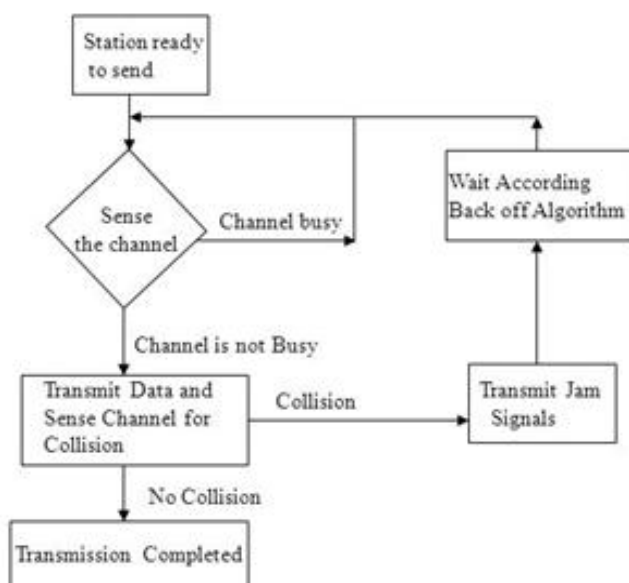 Station ready
to send
Sense
the channel
Channel busy
Wait According
Back off Algorithm
Channel is not Busy
Transmit Data and
Sense Channel for
Collision
Collision
Transmit Jam
Signals
No Collision
Transmission Completed